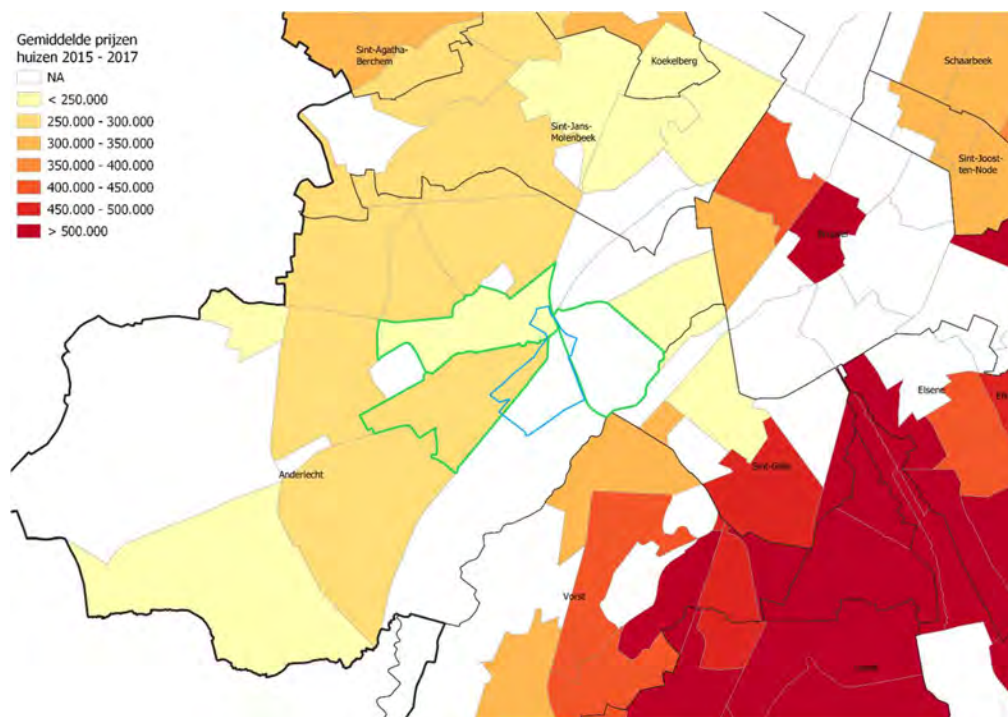 Gemiddelde prijzen
huizen 2015 - 2017
NA
< 250.000
250.000 - 300.000
300.000 - 350.000
350.000 - 400.000
400.000 - 450.000
450.000 - 500.000
> 500.000
Sint-Agatha-
Berchem
Koekelberg
Schaarbeek
Sint-Jans-
Molenbeek
Sint-Joost-
ten-Node
Elsene
Anderlecht
Sint-Gillis
Vorst